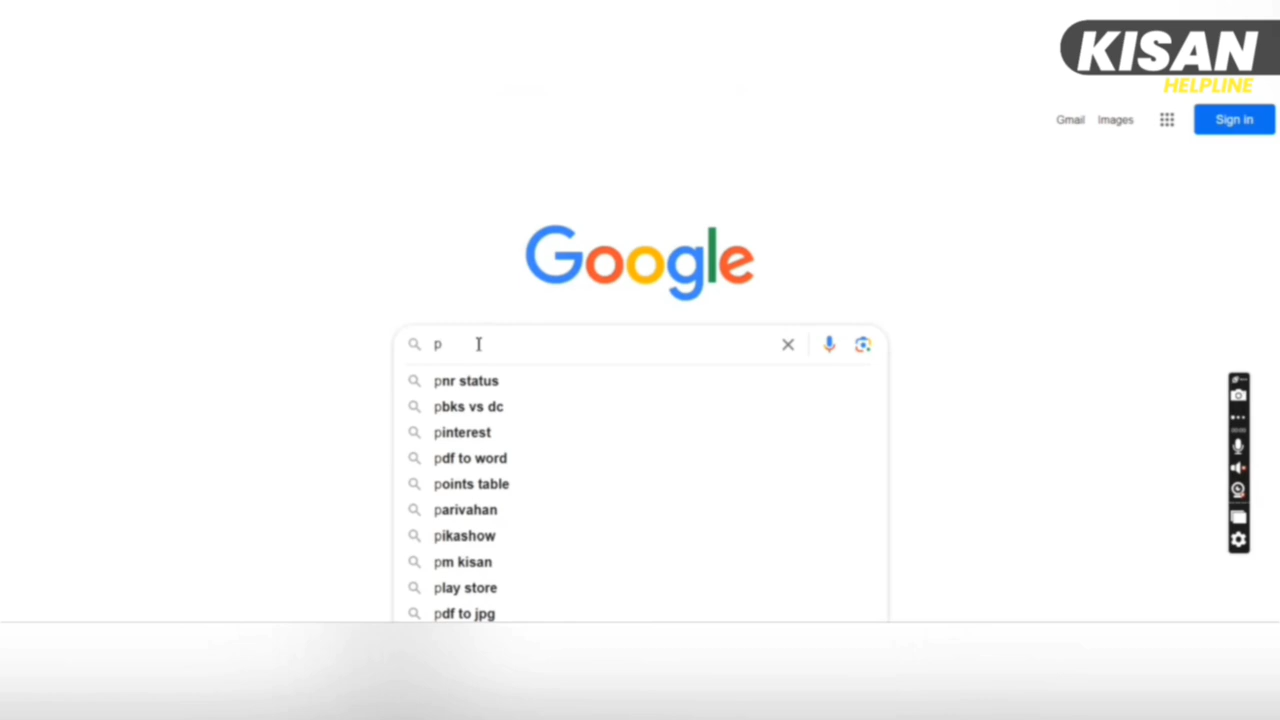 KISAN
HELPLINE
Gmail Images Sign in
Google
p
pnr status
pbks vs dc
pinterest
pdf to word
points table
parivahan
pikashow
pm kisan
play store
pdf to jpg